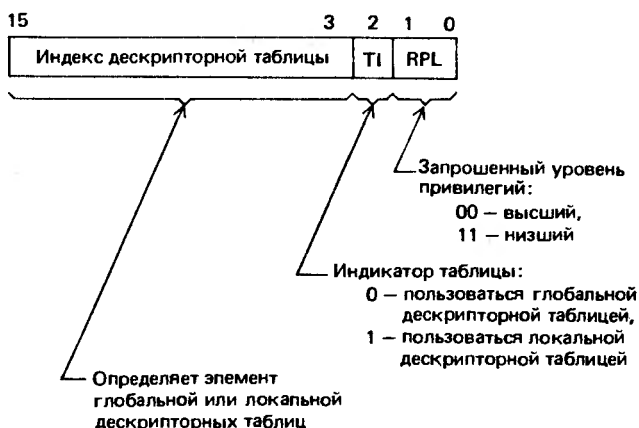 15 3 2 1 0
Индекс дескрипторной таблицы TI RPL
Запрошенный уровень
привилегий:
00 — высший,
11 — низший
Индикатор таблицы:
0 — пользоваться глобальной
дескрипторной таблицей,
1 — пользоваться локальной
дескрипторной таблицей
Определяет элемент
глобальной или локальной
дескрипторных таблиц